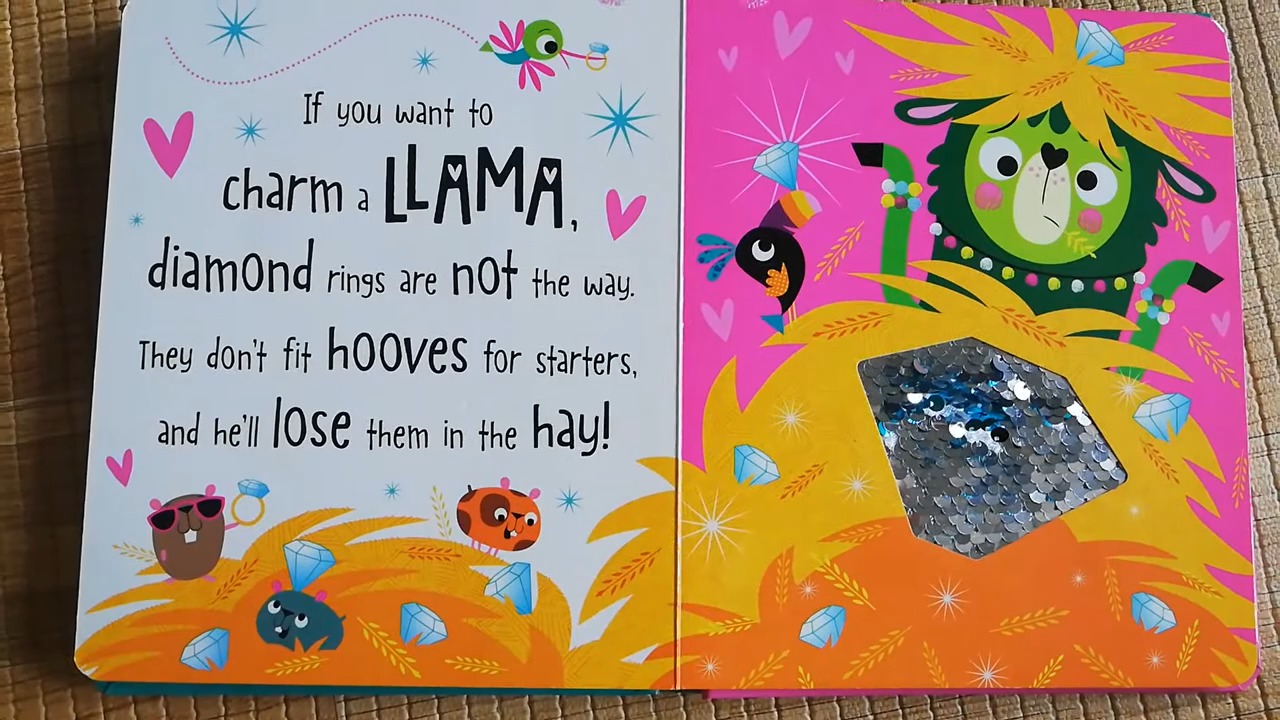 If you want to
charm a LLAMA,
diamond rings are not the way.
They don't fit hooves for starters,
and he'll lose them in the hay!